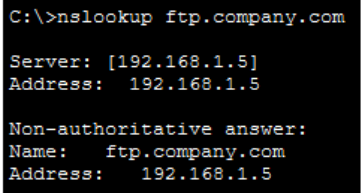 C:\>nslookup ftp.company.com
Server: [192.168.1.5]
Address:  192.168.1.5
Non-authoritative answer:
Name:   ftp.company.com
Address:   192.168.1.5